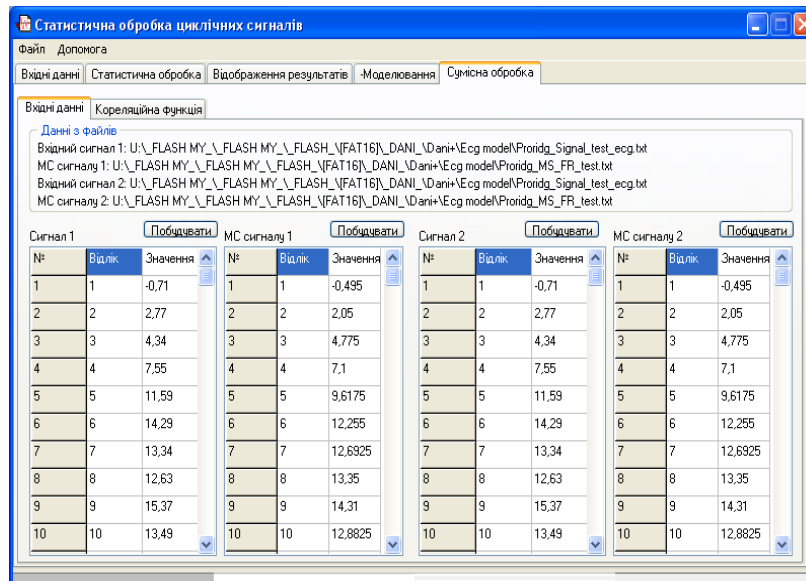 Статистична обробка циклічних сигналів
Файл Допомога
Вхідні данні Статистична обробка Відображення результатів -Моделювання Сумісна обробка
Вхідні данні Кореляційна функція
Данні з файлів
Вхідний сигнал 1: U:\_FLASH MY_\_FLASH MY_\_FLASH_\[FAT16]\_DANI_\Dani+\Ecg model\Proridg_Signal_test_ecg.txt
МС сигналу 1: U:\_FLASH MY_\_FLASH MY_\_FLASH_\[FAT16]\_DANI_\Dani+\Ecg model\Proridg_MS_FR_test.txt
Вхідний сигнал 2: U:\_FLASH MY_\_FLASH MY_\_FLASH_\[FAT16]\_DANI_\Dani+\Ecg model\Proridg_Signal_test_ecg.txt
МС сигналу 2: U:\_FLASH MY_\_FLASH MY_\_FLASH_\[FAT16]\_DANI_\Dani+\Ecg model\Proridg_MS_FR_test.txt
Сигнал 1 Побудувати МС сигналу 1 Побудувати Сигнал 2 Побудувати МС сигналу 2 Побудувати
№ Відлік Значення № Відлік Значення № Відлік Значення № Відлік Значення
1 1 -0,71 1 1 -0,495 1 1 -0,71 1 1 -0,495
2 2 2,77 2 2 2,05 2 2 2,77 2 2 2,05
3 3 4,34 3 3 4,775 3 3 4,34 3 3 4,775
4 4 7,55 4 4 7,1 4 4 7,55 4 4 7,1
5 5 11,59 5 5 9,6175 5 5 11,59 5 5 9,6175
6 6 14,29 6 6 12,255 6 6 14,29 6 6 12,255
7 7 13,34 7 7 12,6925 7 7 13,34 7 7 12,6925
8 8 12,63 8 8 13,35 8 8 12,63 8 8 13,35
9 9 15,37 9 9 14,31 9 9 15,37 9 9 14,31
10 10 13,49 10 10 12,8825 10 10 13,49 10 10 12,8825